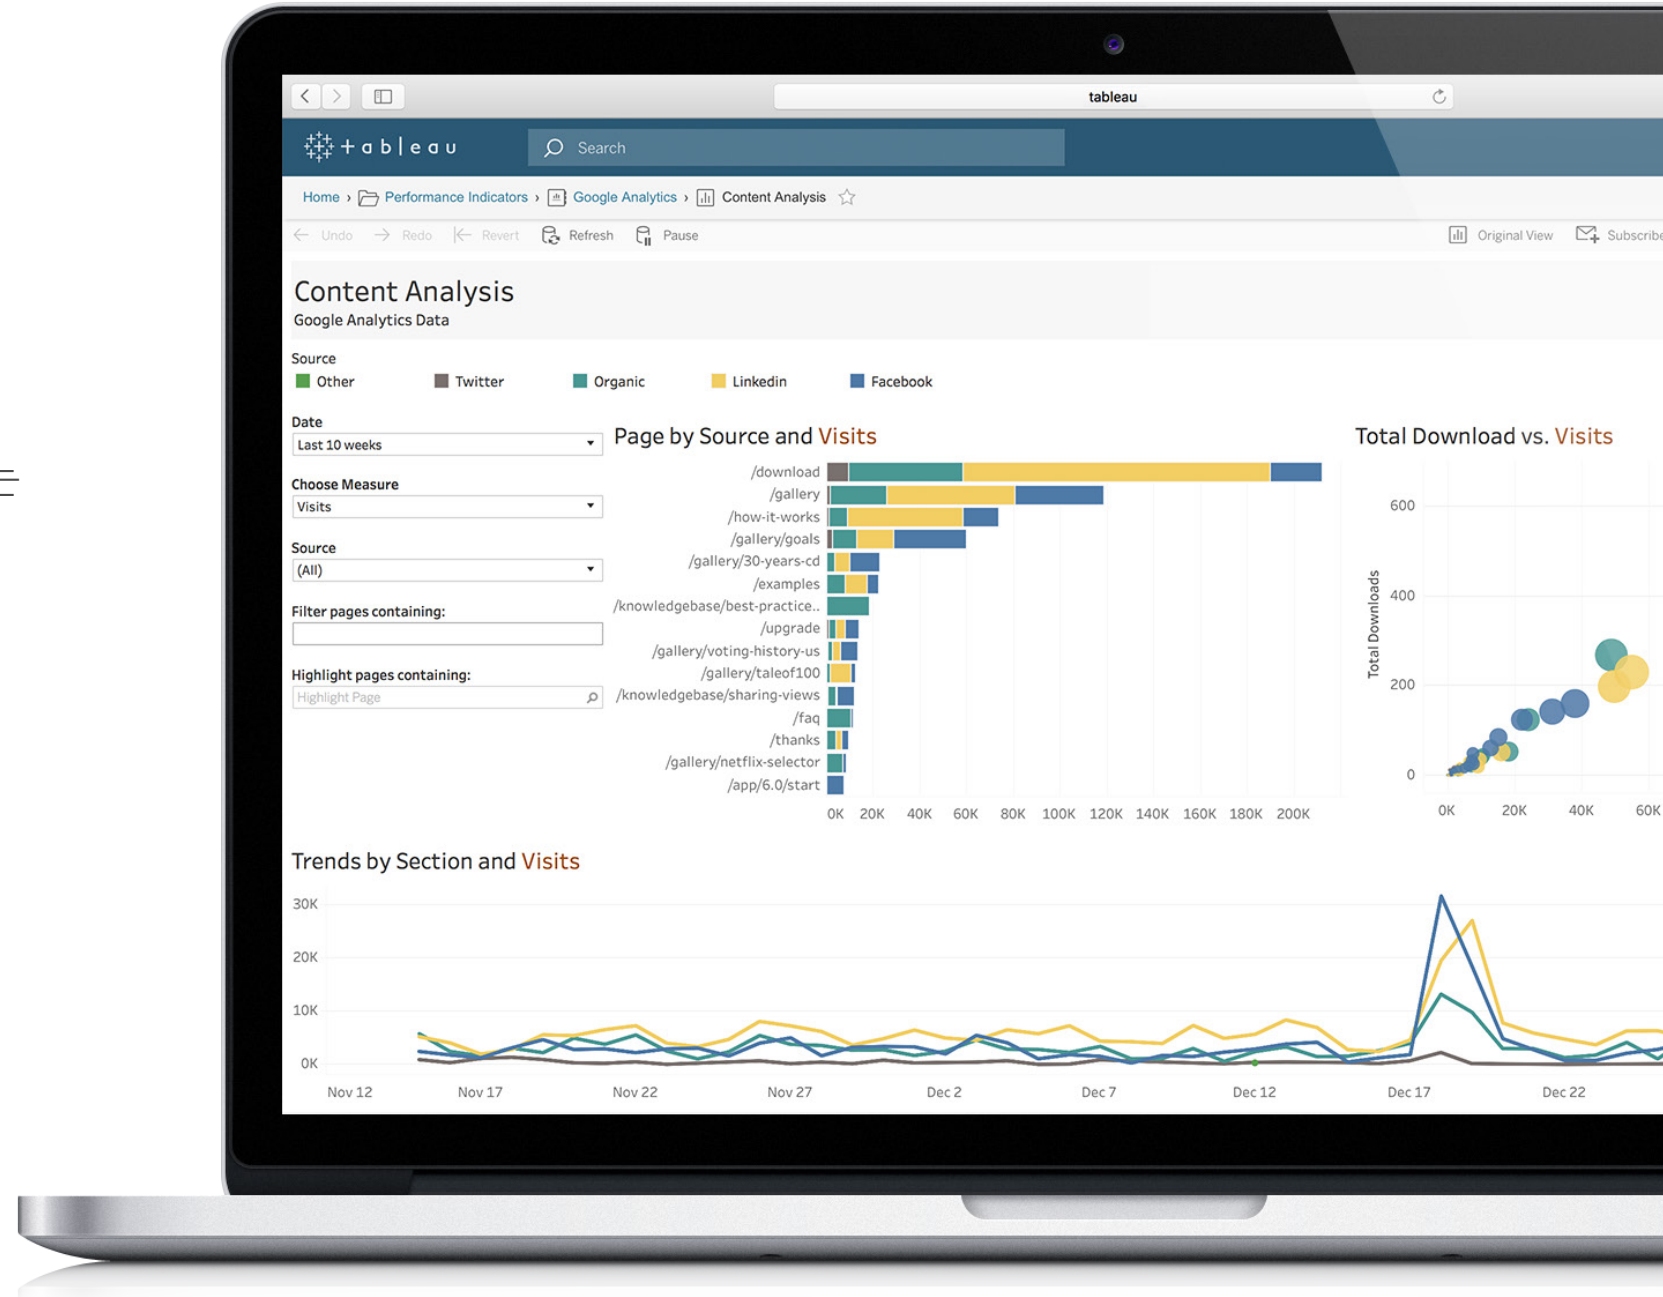 tableau
+ableau
Search
Home › Performance Indicators › Google Analytics › Content Analysis
Undo Redo Revert Refresh Pause Original View Subscribe
Content Analysis
Google Analytics Data
Source
Other Twitter Organic Linkedin Facebook
Date
Last 10 weeks
Choose Measure
Visits
Source
(All)
Filter pages containing:
Highlight pages containing:
Highlight Page
Page by Source and Visits
/download
/gallery
/how-it-works
/gallery/goals
/gallery/30-years-cd
/examples
/knowledgebase/best-practice..
/upgrade
/gallery/voting-history-us
/gallery/taleof100
/knowledgebase/sharing-views
/faq
/thanks
/gallery/netflix-selector
/app/6.0/start
0K 20K 40K 60K 80K 100K 120K 140K 160K 180K 200K
Total Download vs. Visits
Total Downloads
600
400
200
0
0K 20K 40K 60K
Trends by Section and Visits
30K
20K
10K
0K
Nov 12 Nov 17 Nov 22 Nov 27 Dec 2 Dec 7 Dec 12 Dec 17 Dec 22